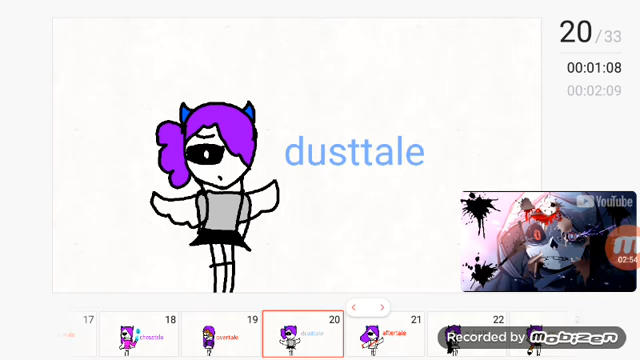 20/33
00:01:08
00:02:09
dusttale
YouTube
02:54
17
18
19
20
21
22
overtale
dusttale
aftertale
Recorded by Mobizen